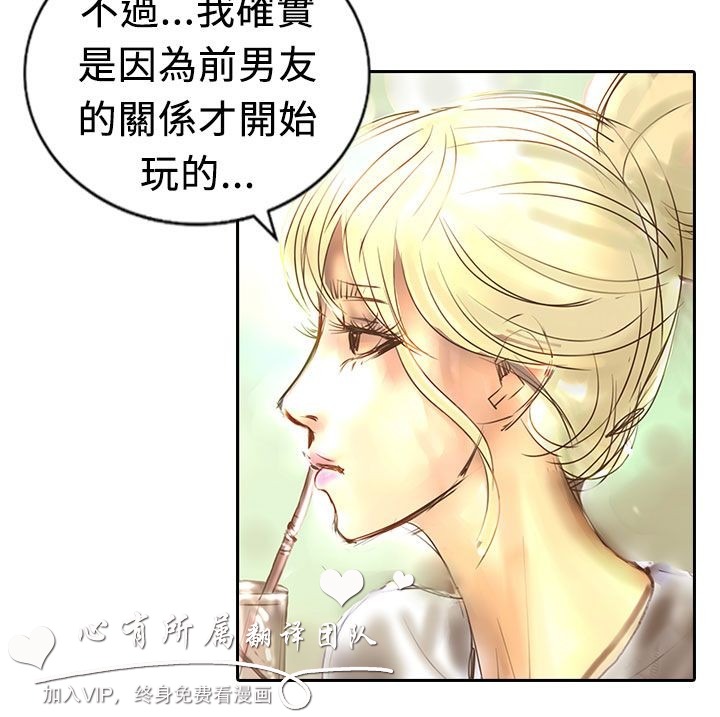 不過...我確實
是因為前男友
的關係才開始
玩的...
心有所属翻译团队
加入VIP，终身免费看漫画